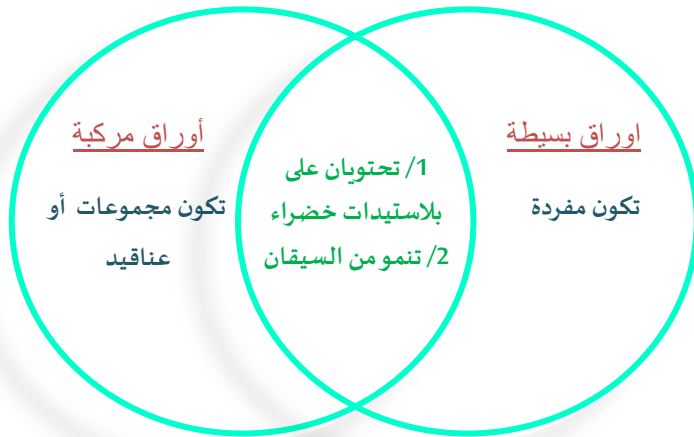 اوراق بسيطة
تكون مفردة
1/ تحتويان على
بلاستيدات خضراء
2/ تنمو من السيقان
أوراق مركبة
تكون مجموعات أو
عناقيد